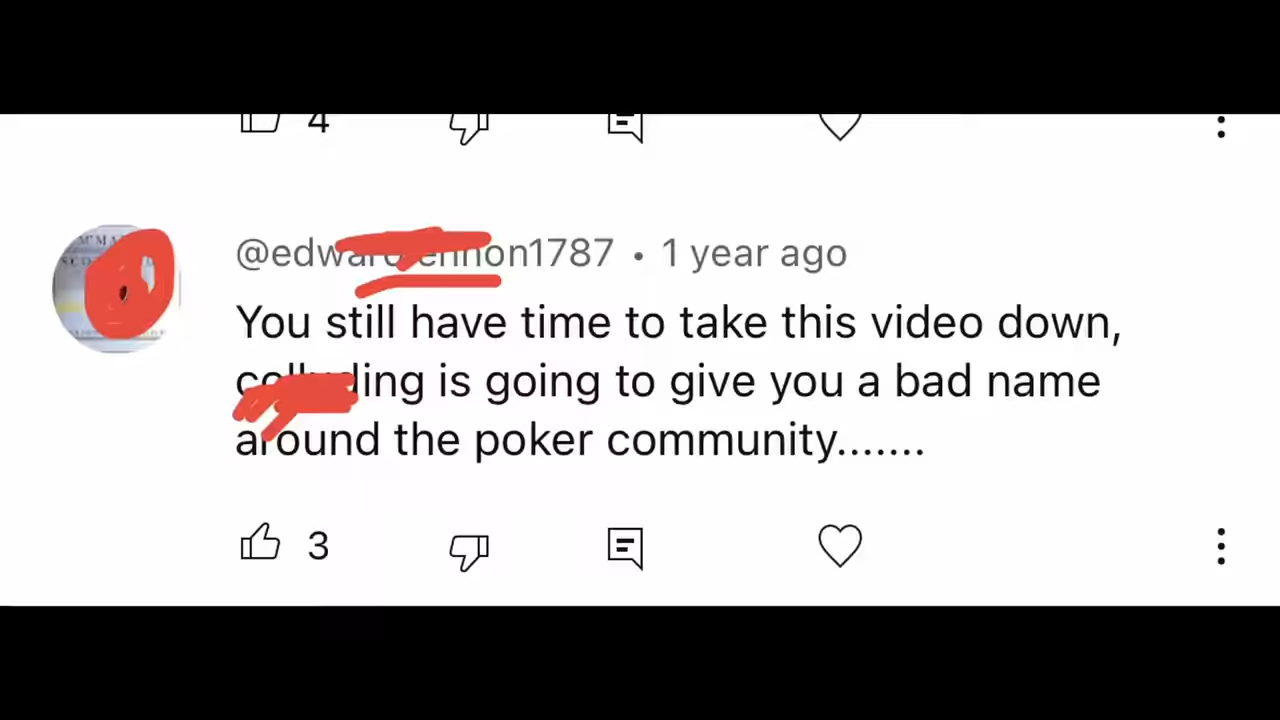 4
• 1 year ago
You still have time to take this video down,
colluding is going to give you a bad name
around the poker community.......
3